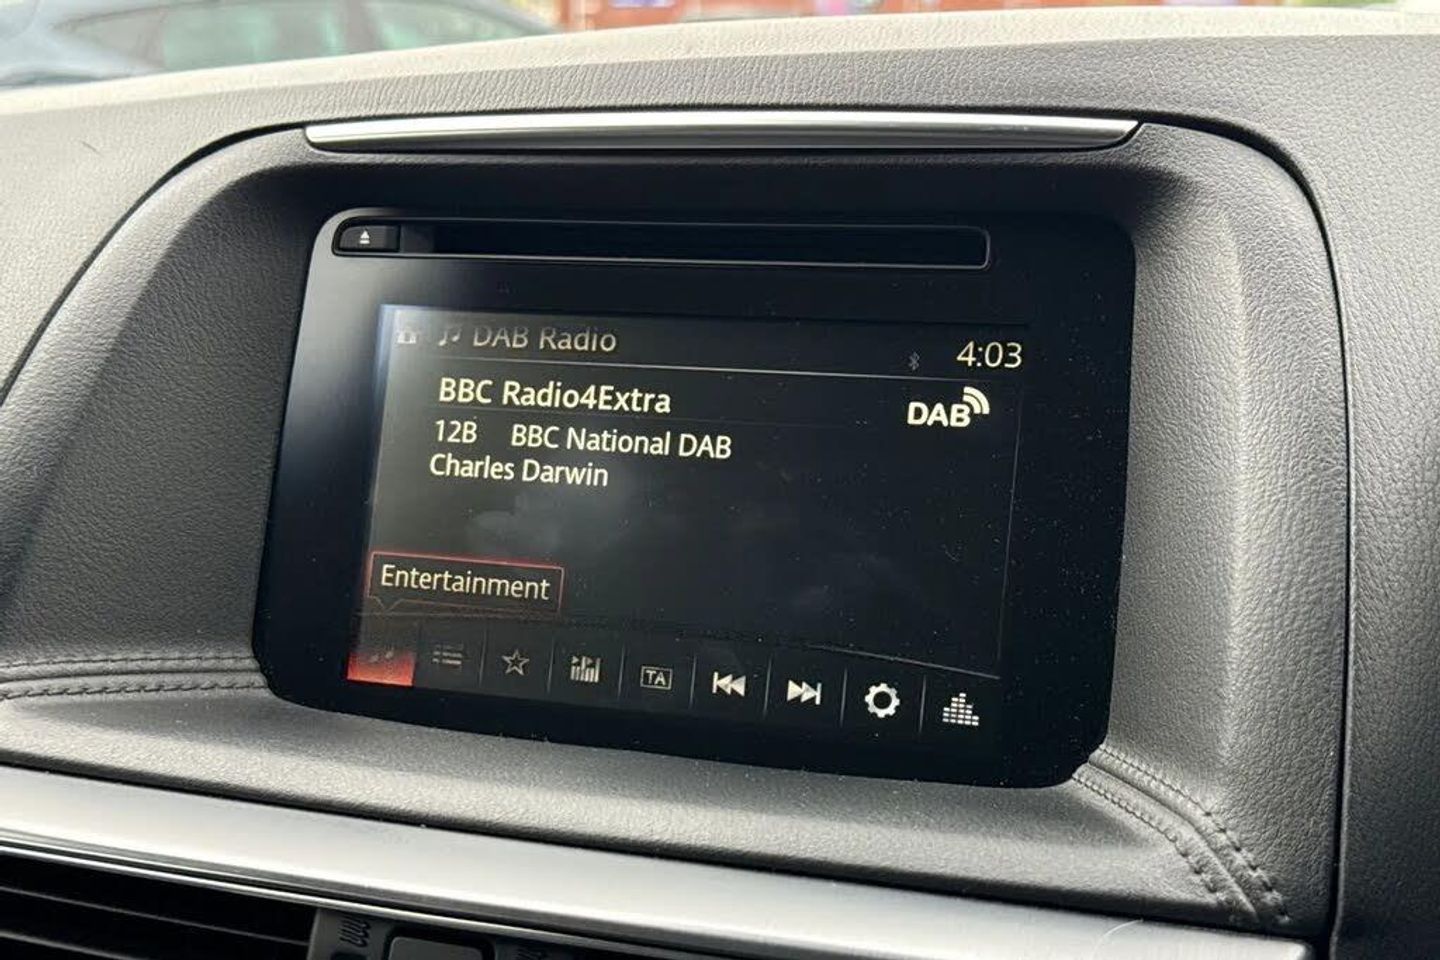 DAB Radio
4:03
BBC Radio4Extra
DAB
12B BBC National DAB
Charles Darwin
Entertainment
TA